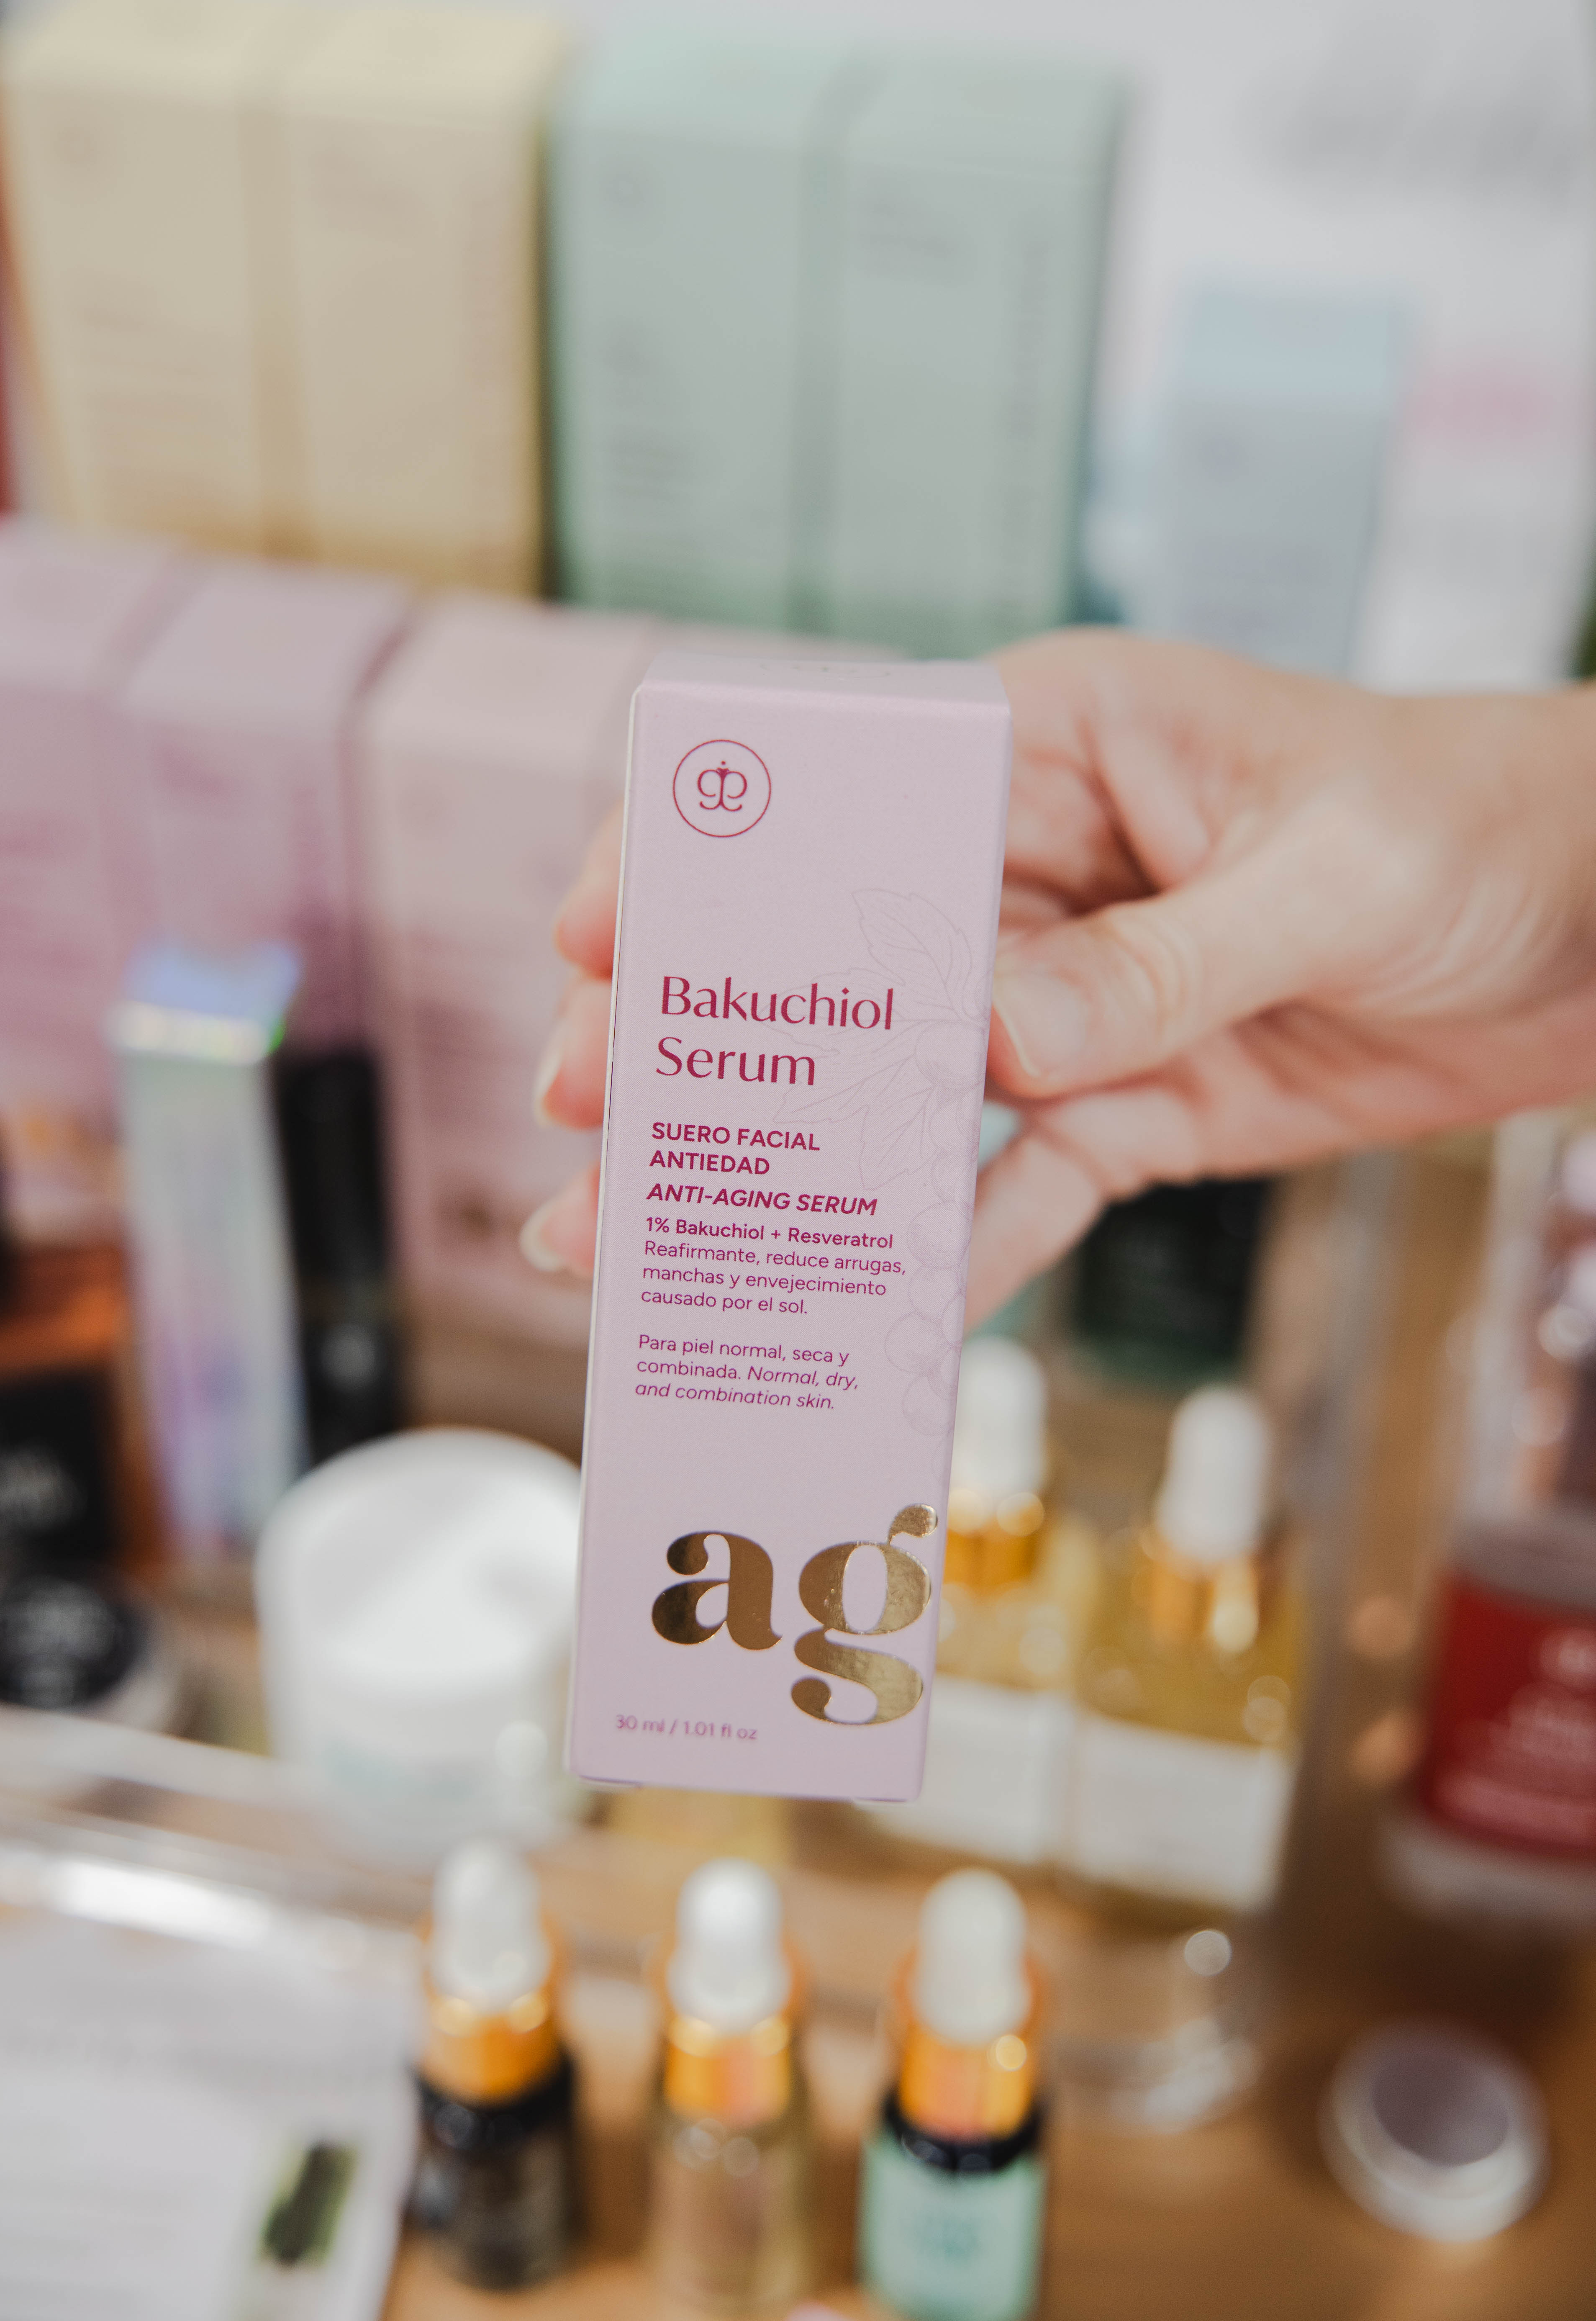 Bakuchiol
Serum
SUERO FACIAL
ANTIEDAD
ANTI-AGING SERUM
1% Bakuchiol + Resveratrol
Reafirmante, reduce arrugas,
manchas y envejecimiento
causado por el sol.
Para piel normal, seca y
combinada. Normal, dry,
and combination skin.
ag
30 ml / 1.01 fl oz